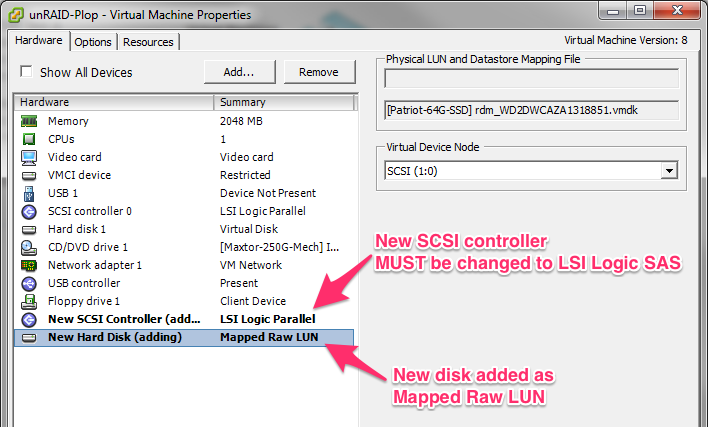 unRAID-Plop - Virtual Machine Properties
Hardware Options Resources
Virtual Machine Version: 8
Show All Devices
Add...
Remove
Hardware Summary
Memory 2048 MB
CPUs 1
Video card Video card
VMCI device Restricted
USB 1 Device Not Present
SCSI controller 0 LSI Logic Parallel
Hard disk 1 Virtual Disk
CD/DVD drive 1 [Maxtor-250G-Mech] I...
Network adapter 1 VM Network
USB controller Present
Floppy drive 1 Client Device
New SCSI Controller (add... LSI Logic Parallel
New Hard Disk (adding) Mapped Raw LUN
Physical LUN and Datastore Mapping File
[Patriot-64G-SSD] rdm_WD2DWCAZA1318851.vmdk
Virtual Device Node
SCSI (1:0)
New SCSI controller
MUST be changed to LSI Logic SAS
New disk added as
Mapped Raw LUN